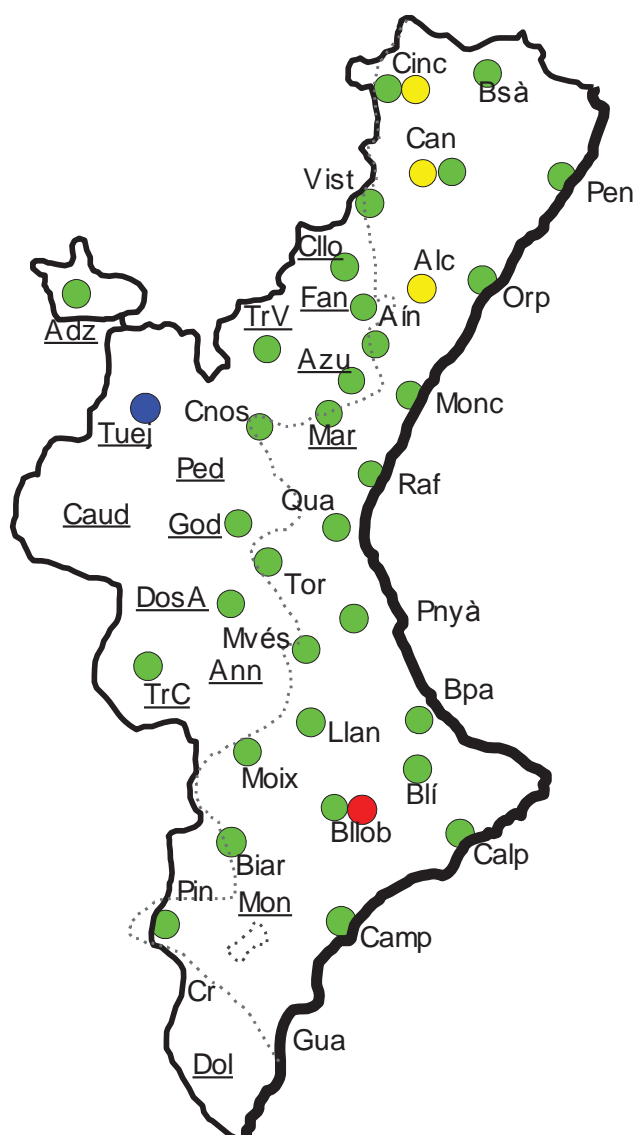 Cinc
Bsà
Can
Vist
Pen
Cllo
Alc
Fan
Orp
Adz
TrV
Aín
Azu
Monc
Tuej
Cnos
Mar
Ped
Raf
Caud
God
Qua
Tor
DosA
Pnyà
Mvés
Ann
TrC
Bpa
Llan
Moix
Blí
Bllob
Biar
Calp
Pin
Mon
Camp
Cr
Gua
Dol